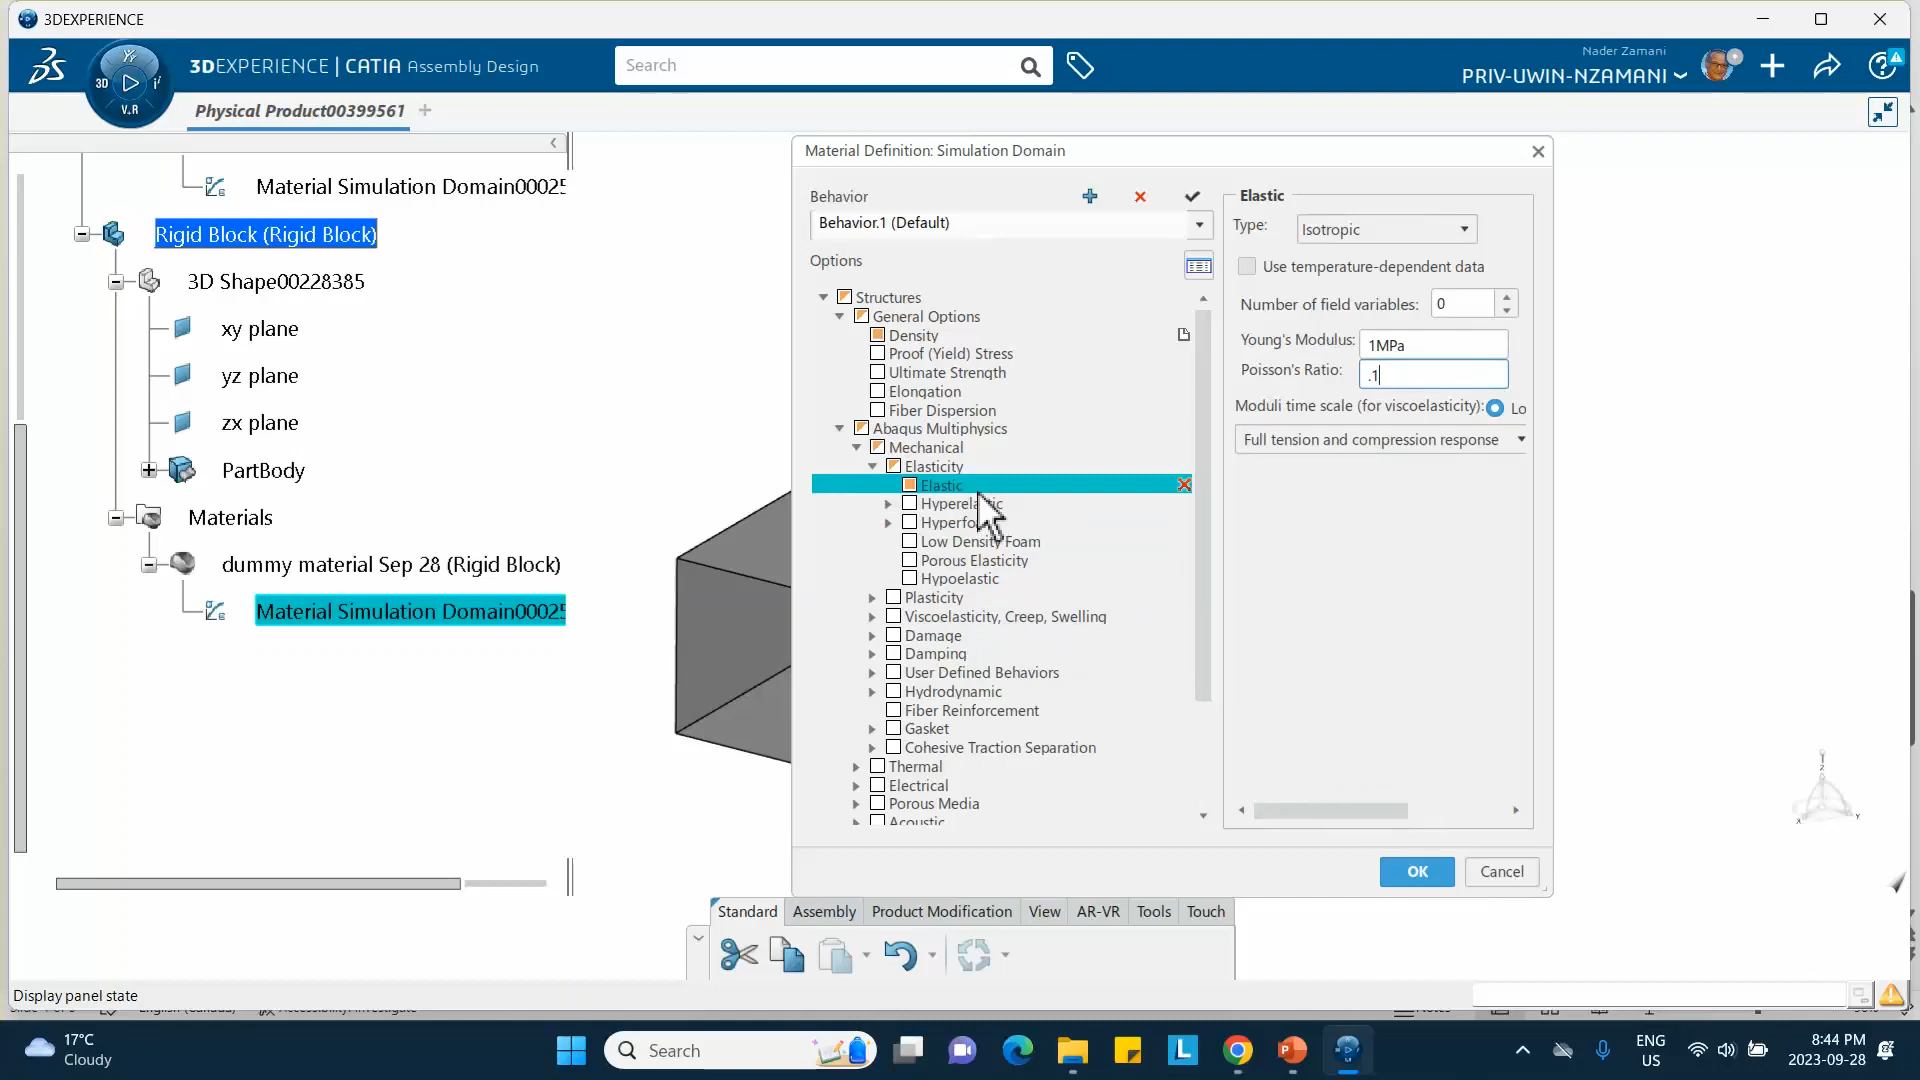 3DEXPERIENCE
3DEXPERIENCE | CATIA Assembly Design
Search
Nader Zamani
PRIV-UWIN-NZAMANI
3D
V.R
Physical Product00399561
Material Simulation Domain00025
Rigid Block (Rigid Block)
3D Shape00228385
xy plane
yz plane
zx plane
PartBody
Materials
dummy material Sep 28 (Rigid Block)
Material Simulation Domain00025
Material Definition: Simulation Domain
Behavior
Behavior.1 (Default)
Options
Structures
General Options
Density
Proof (Yield) Stress
Ultimate Strength
Elongation
Fiber Dispersion
Abaqus Multiphysics
Mechanical
Elasticity
Elastic
Low Density Foam
Porous Elasticity
Hypoelastic
Plasticity
Viscoelasticity, Creep, Swelling
Damage
Damping
User Defined Behaviors
Hydrodynamic
Fiber Reinforcement
Gasket
Cohesive Traction Separation
Thermal
Electrical
Porous Media
Acoustic
Elastic
Type: Isotropic
Use temperature-dependent data
Number of field variables: 0
Young's Modulus: 1MPa
Poisson's Ratio: .1
Moduli time scale (for viscoelasticity): Lo
Full tension and compression response
OK
Cancel
Standard Assembly Product Modification View AR-VR Tools Touch
Display panel state
17°C
Cloudy
Search
ENG
US
8:44 PM
2023-09-28